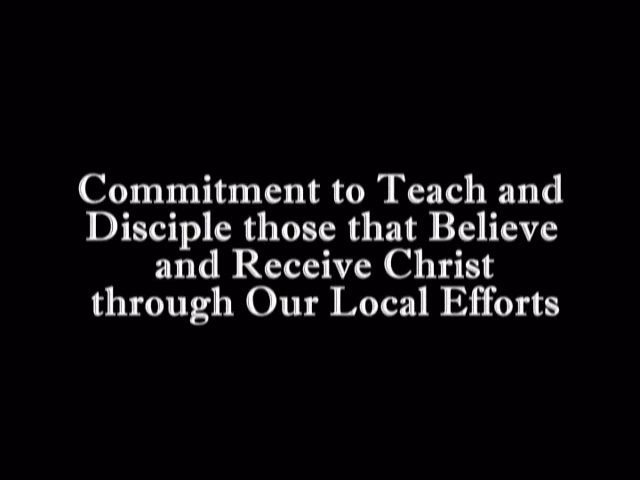 Commitment to Teach and
Disciple those that Believe
and Receive Christ
through Our Local Efforts